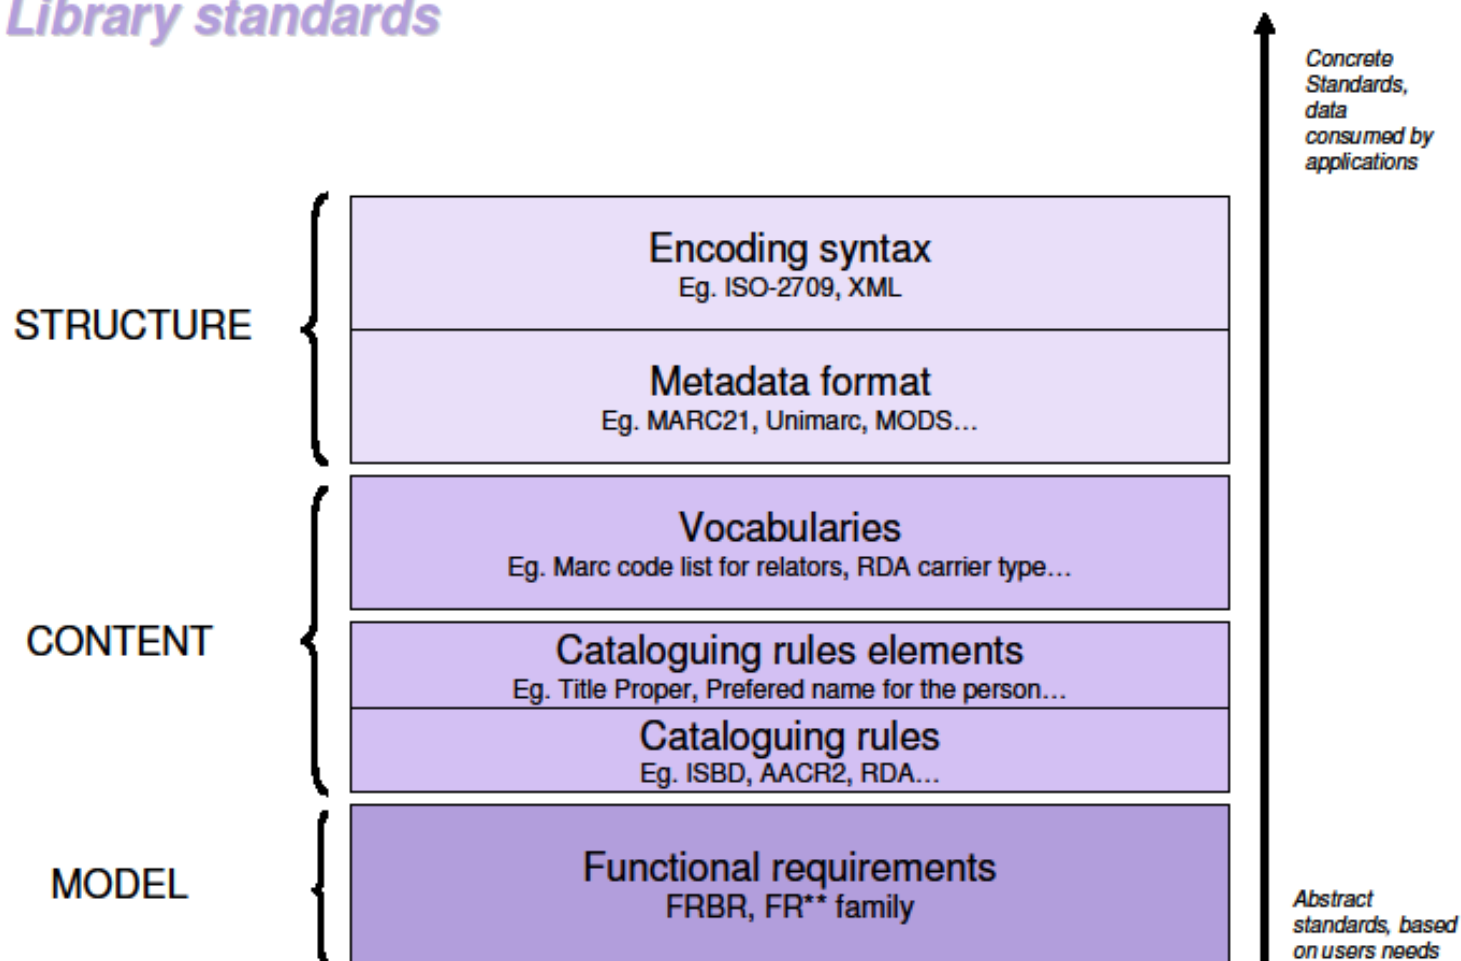 Library standards
Concrete
Standards,
data
consumed by
applications
Encoding syntax
Eg. ISO-2709, XML
STRUCTURE
Metadata format
Eg. MARC21, Unimarc, MODS...
Vocabularies
Eg. Marc code list for relators, RDA carrier type...
CONTENT
Cataloguing rules elements
Eg. Title Proper, Prefered name for the person...
Cataloguing rules
Eg. ISBD, AACR2, RDA...
MODEL
Functional requirements
FRBR, FR** family
Abstract
standards, based
on users needs